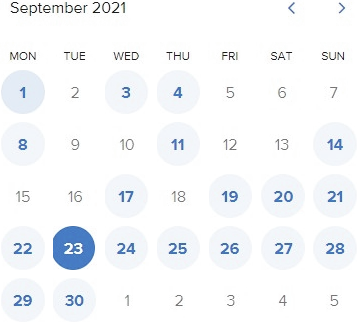 September 2021
MON TUE WED THU FRI SAT SUN
1 2 3 4 5 6 7
8 9 10 11 12 13 14
15 16 17 18 19 20 21
22 23 24 25 26 27 28
29 30 1 2 3 4 5